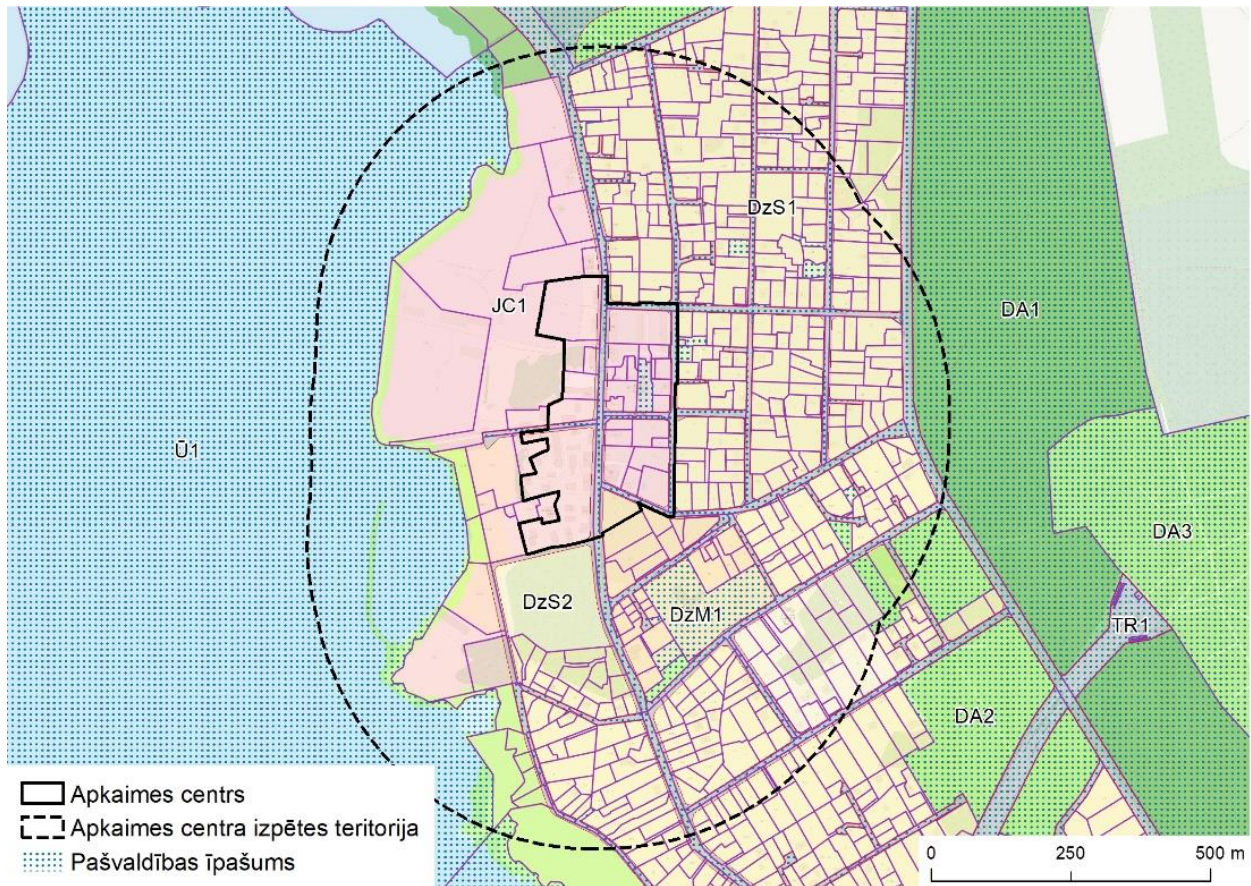 DzS1
JC1
DA1
Ū1
DA3
DzS2
DzM1
TR1
DA2
Apkaimes centrs
Apkaimes centra izpētes teritorija
Pašvaldības īpašums
0 250 500 m